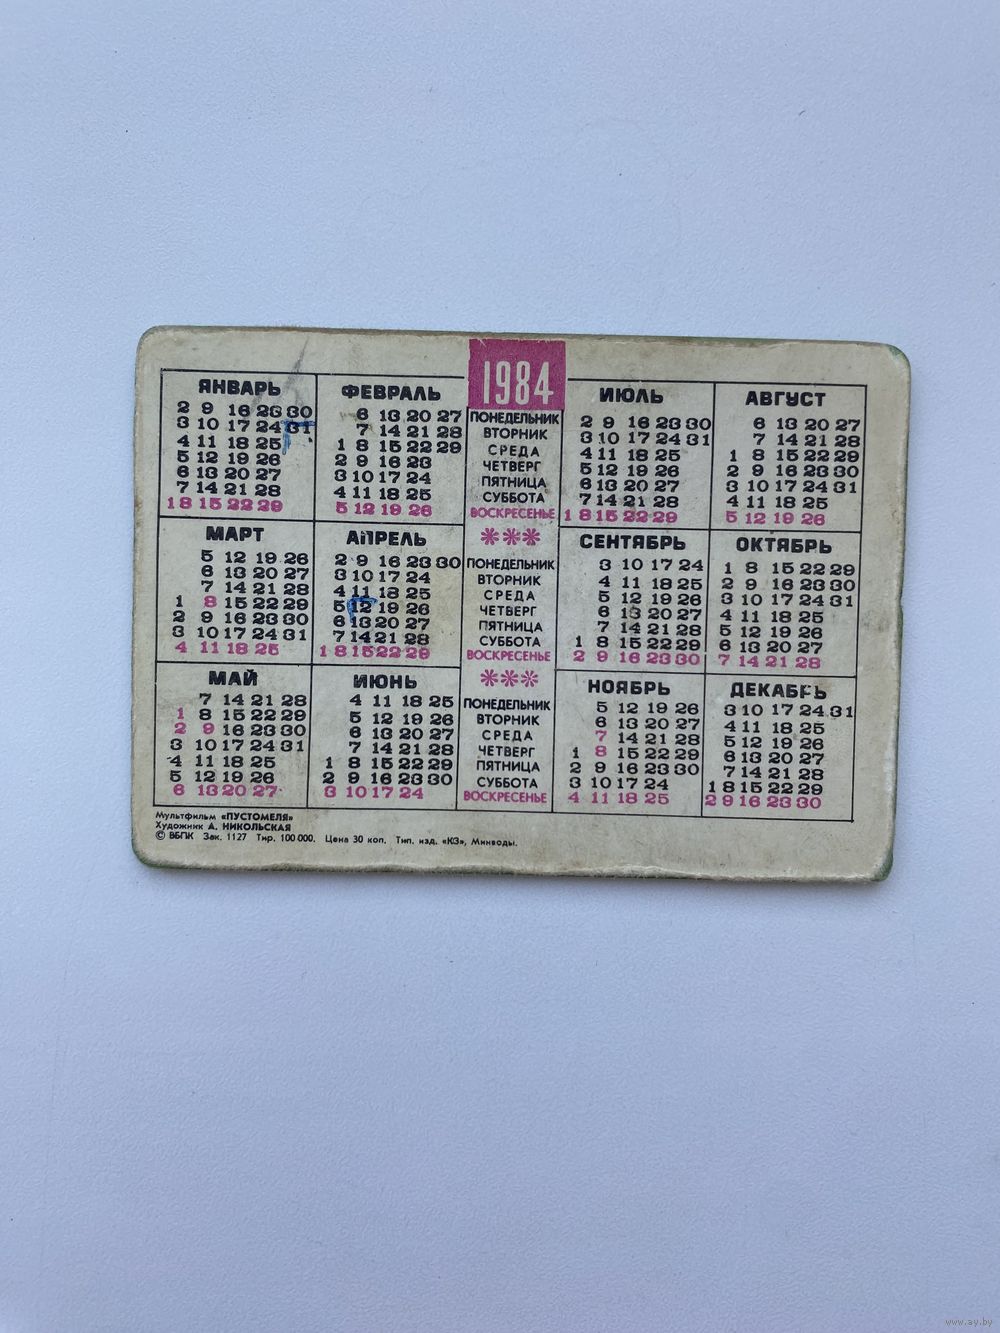 1984
ЯНВАРЬ
2 9 16 23 30
3 10 17 24 31
4 11 18 25
5 12 19 26
6 13 20 27
7 14 21 28
1 8 15 22 29
ФЕВРАЛЬ
6 13 20 27
7 14 21 28
1 8 15 22 29
2 9 16 23
3 10 17 24
4 11 18 25
5 12 19 26
ПОНЕДЕЛЬНИК
ВТОРНИК
СРЕДА
ЧЕТВЕРГ
ПЯТНИЦА
СУББОТА
ВОСКРЕСЕНЬЕ
ИЮЛЬ
2 9 16 23 30
3 10 17 24 31
4 11 18 25
5 12 19 26
6 13 20 27
7 14 21 28
1 8 15 22 29
АВГУСТ
6 13 20 27
7 14 21 28
1 8 15 22 29
2 9 16 23 30
3 10 17 24 31
4 11 18 25
5 12 19 26
МАРТ
5 12 19 26
6 13 20 27
7 14 21 28
1 8 15 22 29
2 9 16 23 30
3 10 17 24 31
4 11 18 25
АПРЕЛЬ
2 9 16 23 30
3 10 17 24
4 11 18 25
5 12 19 26
6 13 20 27
7 14 21 28
1 8 15 22 29
ПОНЕДЕЛЬНИК
ВТОРНИК
СРЕДА
ЧЕТВЕРГ
ПЯТНИЦА
СУББОТА
ВОСКРЕСЕНЬЕ
СЕНТЯБРЬ
3 10 17 24
4 11 18 25
5 12 19 26
6 13 20 27
7 14 21 28
1 8 15 22 29
2 9 16 23 30
ОКТЯБРЬ
1 8 15 22 29
2 9 16 23 30
3 10 17 24 31
4 11 18 25
5 12 19 26
6 13 20 27
7 14 21 28
МАЙ
7 14 21 28
1 8 15 22 29
2 9 16 23 30
3 10 17 24 31
4 11 18 25
5 12 19 26
6 13 20 27
ИЮНЬ
4 11 18 25
5 12 19 26
6 13 20 27
7 14 21 28
1 8 15 22 29
2 9 16 23 30
3 10 17 24
ПОНЕДЕЛЬНИК
ВТОРНИК
СРЕДА
ЧЕТВЕРГ
ПЯТНИЦА
СУББОТА
ВОСКРЕСЕНЬЕ
НОЯБРЬ
5 12 19 26
6 13 20 27
7 14 21 28
1 8 15 22 29
2 9 16 23 30
3 10 17 24
4 11 18 25
ДЕКАБРЬ
3 10 17 24 31
4 11 18 25
5 12 19 26
6 13 20 27
7 14 21 28
1 8 15 22 29
2 9 16 23 30
Мультфильм «ПУСТОМЕЛЯ»
Художник А. НИКОЛЬСКАЯ
© ВБПК Зак. 1127 Тир. 100 000. Цена 30 коп. Тип. изд. «КЗ», Минводы.
www.ay.by